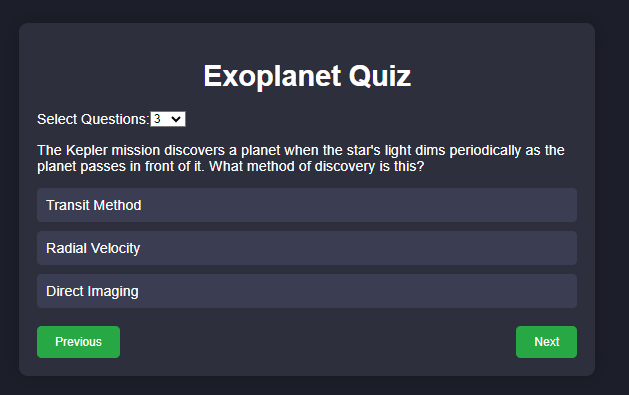 Exoplanet Quiz
Select Questions: 3
The Kepler mission discovers a planet when the star's light dims periodically as the
planet passes in front of it. What method of discovery is this?
Transit Method
Radial Velocity
Direct Imaging
Previous
Next